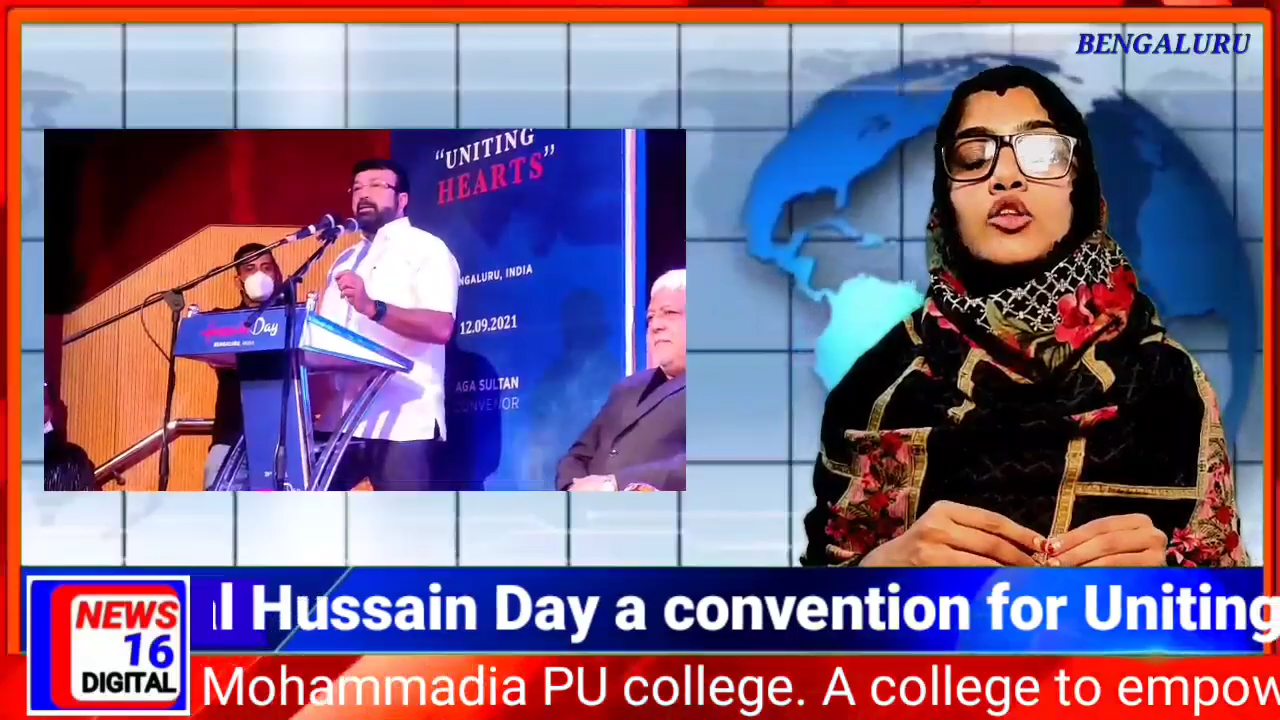 BENGALURU
"UNITING
HEARTS"
NGALURU, INDIA
12.09.2021
AGA SULTAN
CONVENOR
Day
BENGALURU, INDIA
NEWS
16
DIGITAL
l Hussain Day a convention for Uniting
Mohammadia PU college. A college to empow